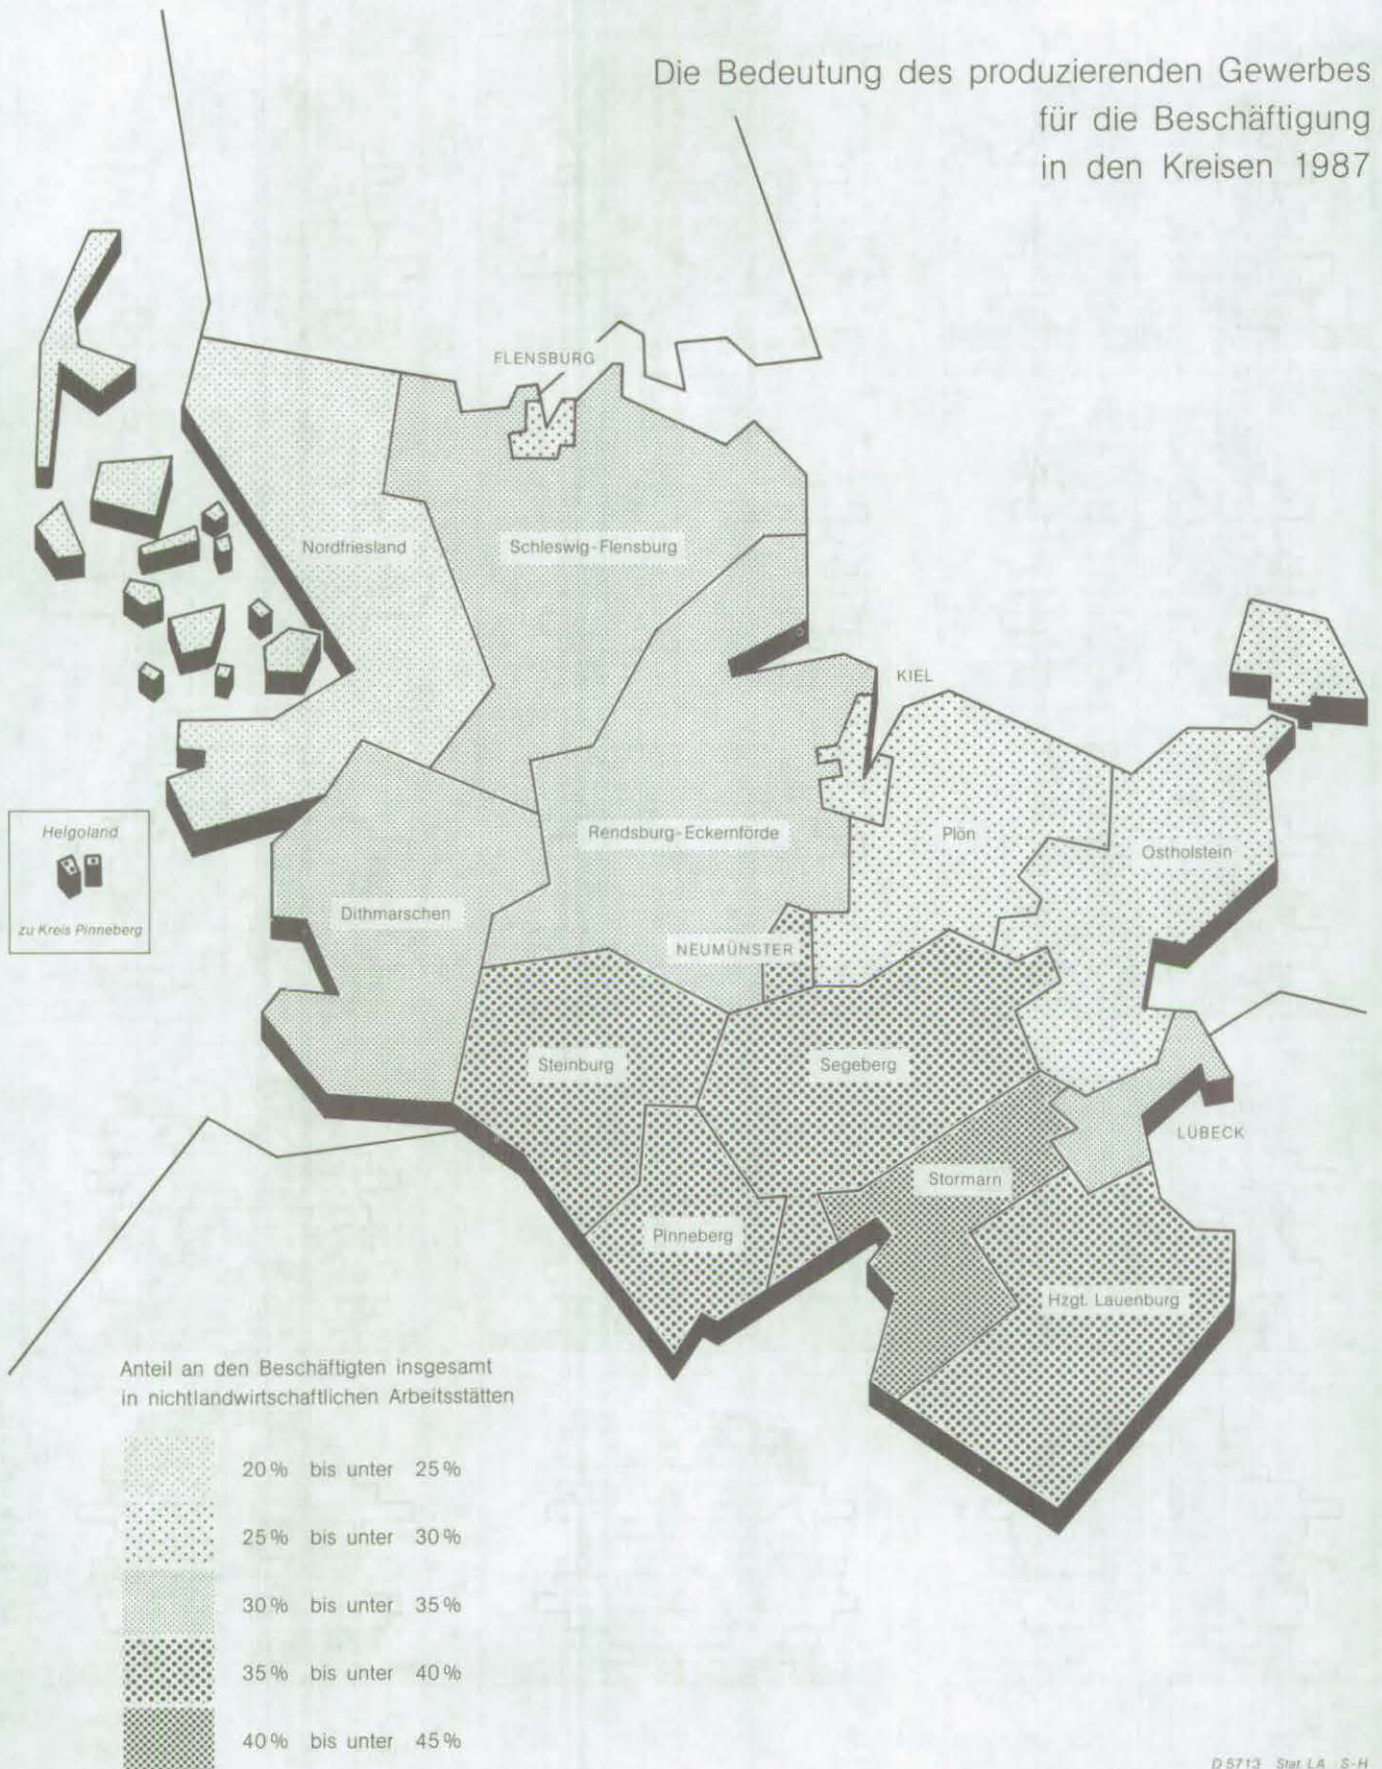 Die Bedeutung des produzierenden Gewerbes
für die Beschäftigung
in den Kreisen 1987
FLENSBURG
Nordfriesland
Schleswig-Flensburg
KIEL
Helgoland
zu Kreis Pinneberg
Rendsburg-Eckernförde
Plön
Ostholstein
Dithmarschen
NEUMÜNSTER
Steinburg
Segeberg
LÜBECK
Stormarn
Pinneberg
Hzgt. Lauenburg
Anteil an den Beschäftigten insgesamt
in nichtlandwirtschaftlichen Arbeitsstätten
20% bis unter 25%
25% bis unter 30%
30% bis unter 35%
35% bis unter 40%
40% bis unter 45%
D 5713 Stat. LA S-H